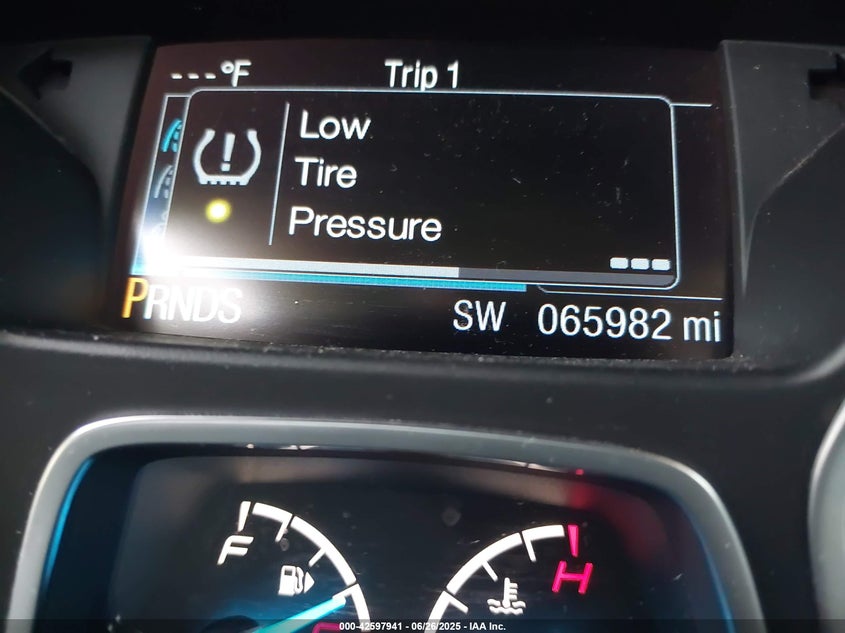 ---°F Trip 1
Low
Tire
Pressure
PRNDS SW 065982 mi
F
H
000-42597941 - 06/26/2025 - IAA Inc.